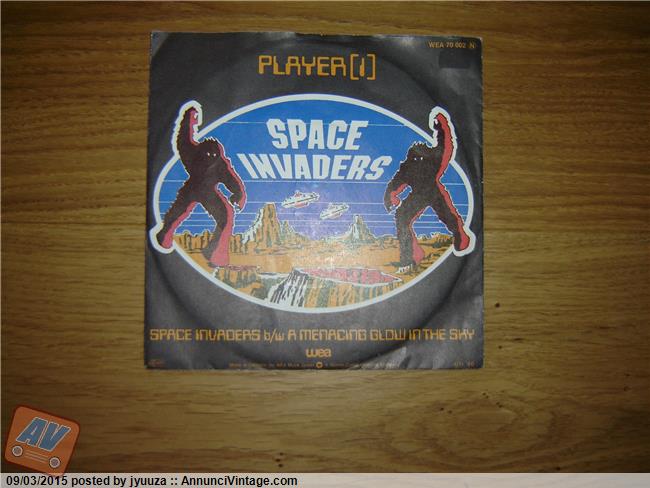 WEA 70 002 N
PLAYER [1]
SPACE
INVADERS
SPACE INVADERS b/w A MENACING GLOW IN THE SKY
wea
AV
09/03/2015 posted by jyuuza :: AnnunciVintage.com